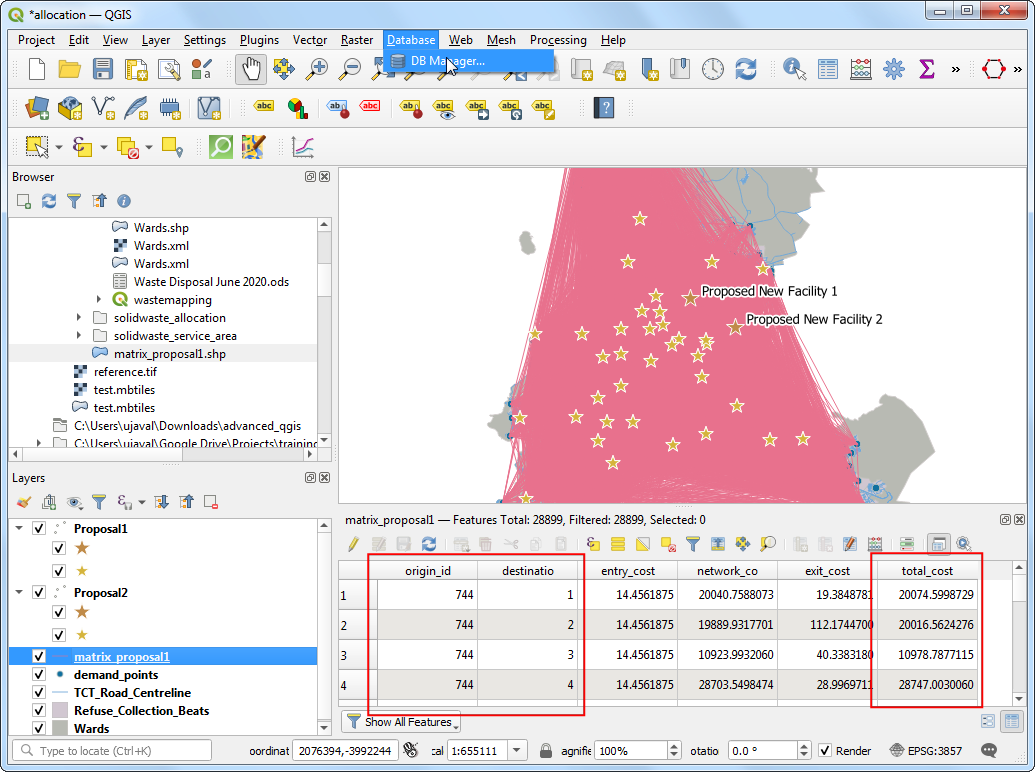 *allocation — QGIS
Project Edit View Layer Settings Plugins Vector Raster Database Web Mesh Processing Help
DB Manager...
abc abc abc abc abc abc abc
Browser
Wards.shp
Wards.xml
Wards.xml
Waste Disposal June 2020.ods
wastemapping
solidwaste_allocation
solidwaste_service_area
matrix_proposal1.shp
reference.tif
test.mbtiles
test.mbtiles
C:\Users\ujaval\Downloads\advanced_qgis
C:\Users\ujaval\Google Drive\Projects\training
Proposed New Facility 1
Proposed New Facility 2
Layers
Proposal1
Proposal2
matrix_proposal1
demand_points
TCT_Road_Centreline
Refuse_Collection_Beats
Wards
matrix_proposal1 — Features Total: 28899, Filtered: 28899, Selected: 0
origin_id destinatio entry_cost network_co exit_cost total_cost
1 744 1 14.4561875 20040.7588073 19.3848781 20074.5998729
2 744 2 14.4561875 19889.9317701 112.1744700 20016.5624276
3 744 3 14.4561875 10923.9932060 40.3383180 10978.7877115
4 744 4 14.4561875 28703.5498474 28.9969711 28747.0030060
Show All Features
Type to locate (Ctrl+K) oordinat 2076394,-3992244 cal 1:655111 agnifie 100% otatio 0.0 ° Render EPSG:3857